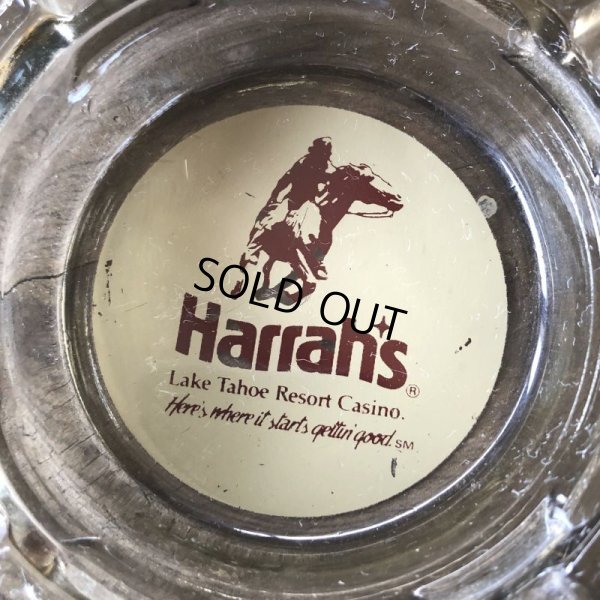 SOLD OUT
Harrah's®
Lake Tahoe Resort Casino.
Here's where it starts gettin' good. SM